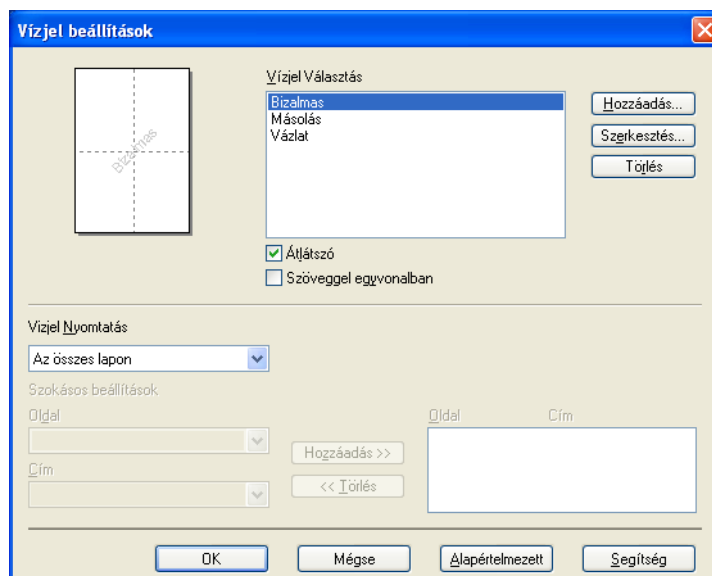 Vízjel beállítások
Vízjel Választás
Bizalmas
Másolás
Vázlat
Hozzáadás...
Szerkesztés...
Törlés
Bizalmas
Átlátszó
Szöveggel egyvonalban
Vizjel Nyomtatás
Az összes lapon
Szokásos beállítások
Oldal
Cím
Hozzáadás >>
<< Törlés
Oldal Cím
OK Mégse Alapértelmezett Segítség